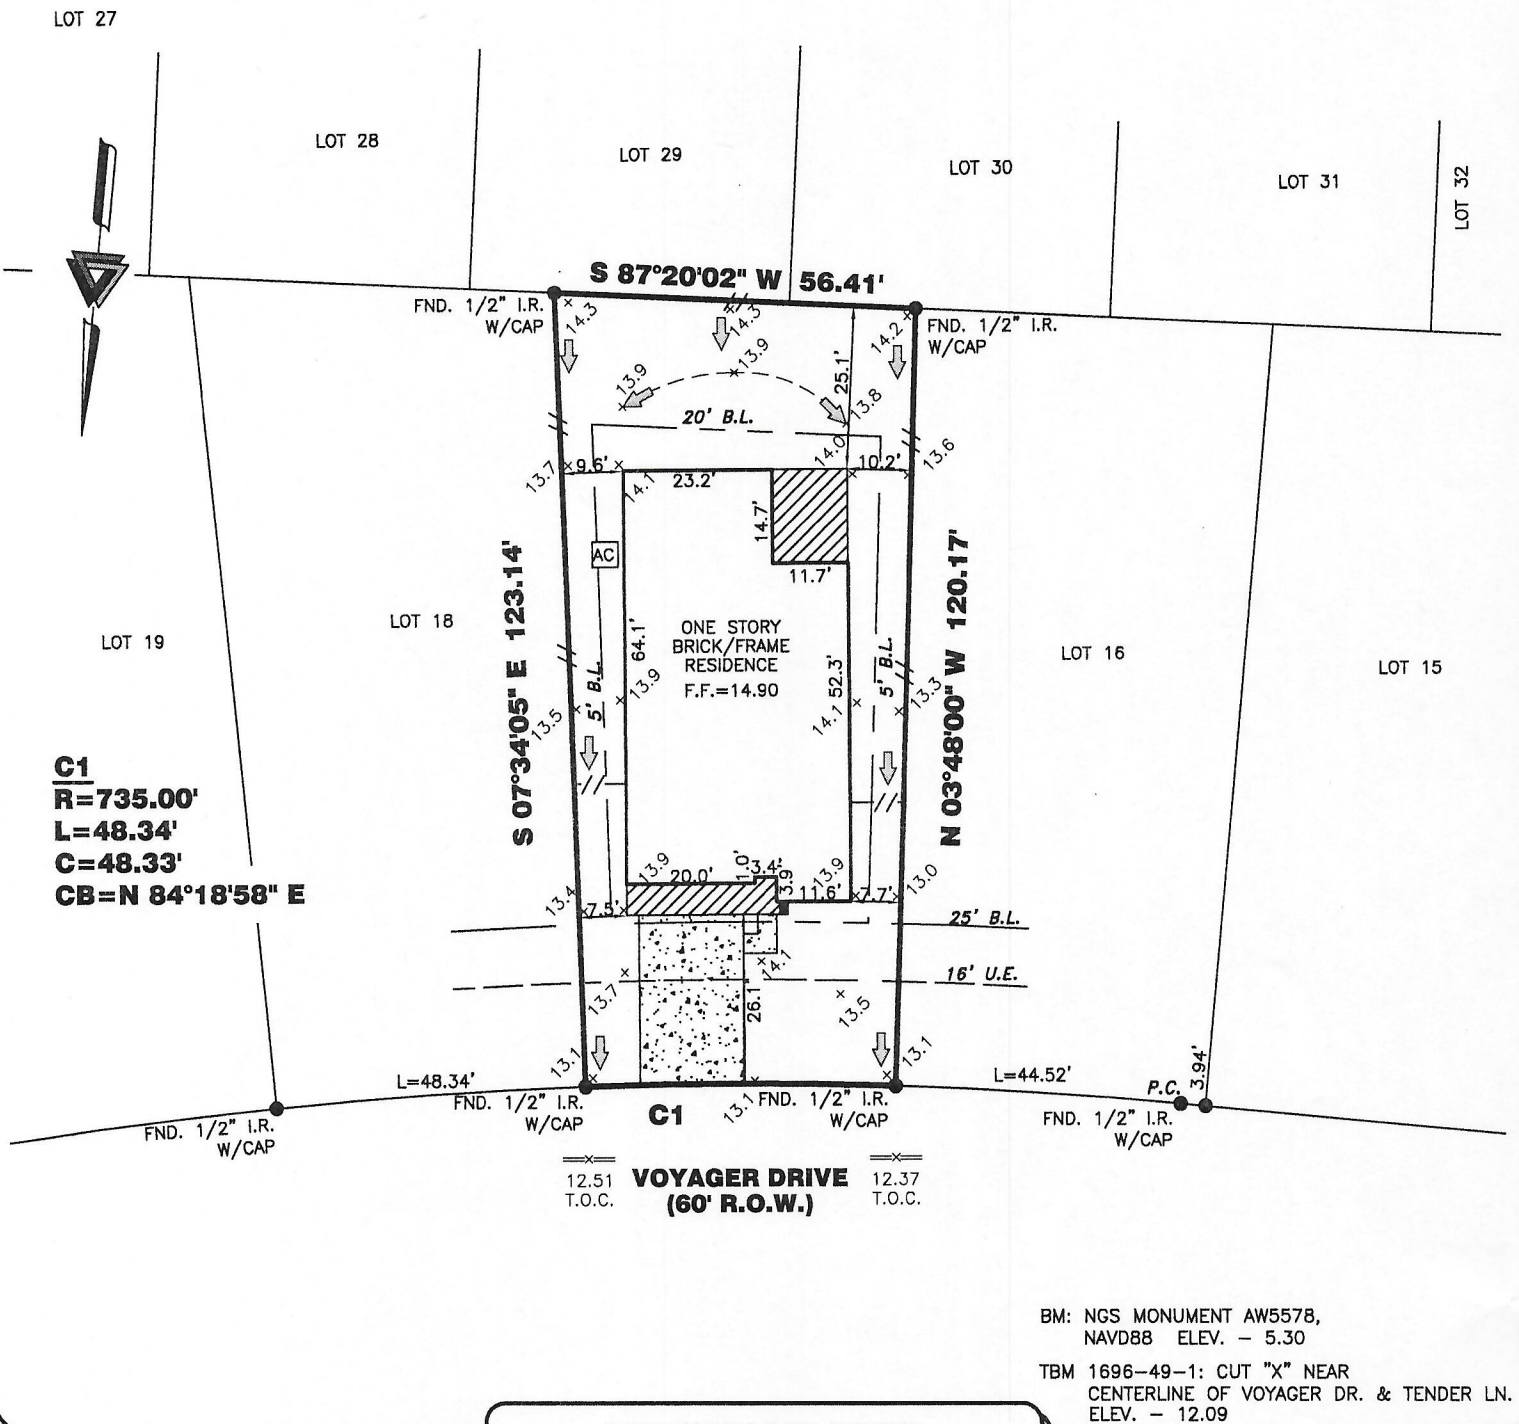 LOT 27
LOT 28
LOT 29
LOT 30
LOT 31
LOT 32
S 87°20'02" W 56.41'
FND. 1/2" I.R.
W/CAP
14.3
14.3
14.2
FND. 1/2" I.R.
W/CAP
13.9
13.9
25.1'
13.8
20' B.L.
14.0
13.6
13.7
9.6'
14.1
23.2'
10.2'
14.7'
AC
11.7'
S 07°34'05" E 123.14'
N 03°48'00" W 120.17'
LOT 19
LOT 18
64.1'
ONE STORY
BRICK/FRAME
RESIDENCE
F.F.=14.90
52.3'
5' B.L.
5' B.L.
LOT 16
LOT 15
13.5
13.9
14.1
13.3
C1
R=735.00'
L=48.34'
C=48.33'
CB=N 84°18'58" E
13.9
20.0'
1.0'
3.4'
3.9'
13.9
11.6'
7.7'
13.0
13.4
7.5'
25' B.L.
14.1
16' U.E.
13.7
26.1
13.5
13.1
13.1
L=48.34'
L=44.52'
P.C.
3.94'
FND. 1/2" I.R.
W/CAP
FND. 1/2" I.R.
W/CAP
C1
13.1
FND. 1/2" I.R.
W/CAP
FND. 1/2" I.R.
W/CAP
12.51
T.O.C.
VOYAGER DRIVE
(60' R.O.W.)
12.37
T.O.C.
BM: NGS MONUMENT AW5578,
NAVD88 ELEV. – 5.30
TBM 1696–49–1: CUT "X" NEAR
CENTERLINE OF VOYAGER DR. & TENDER LN.
ELEV. – 12.09